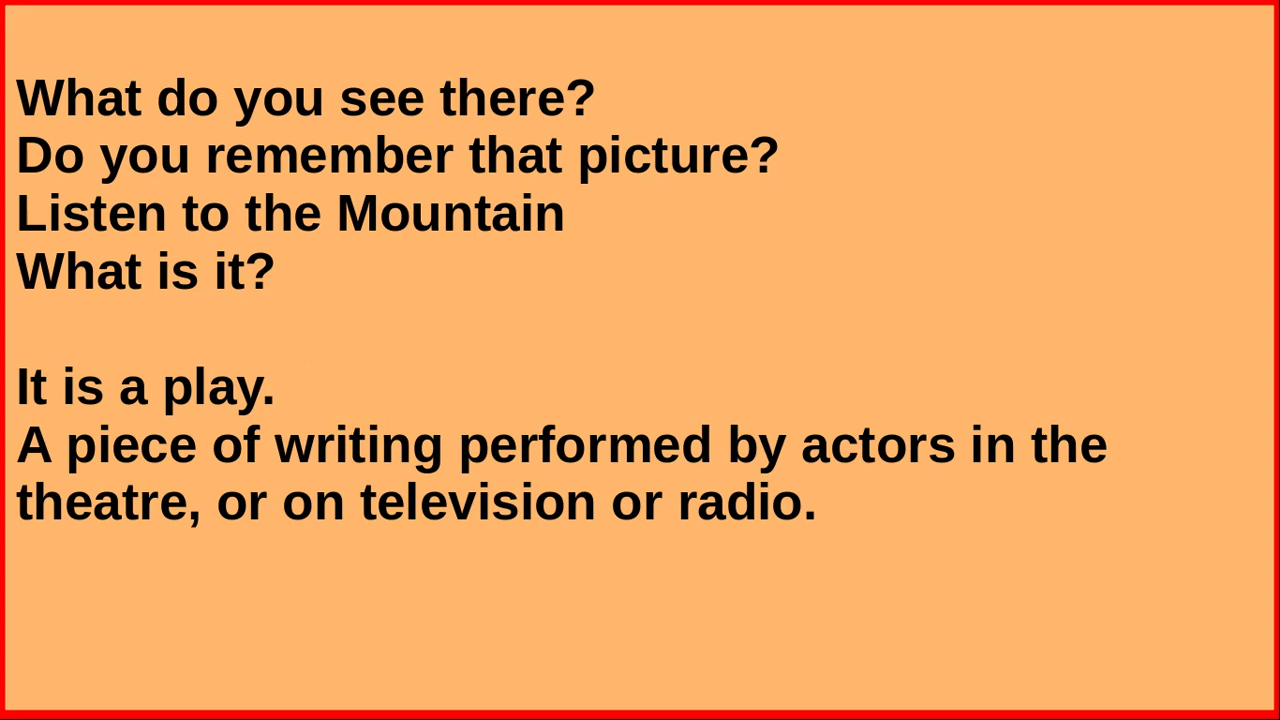 What do you see there?
Do you remember that picture?
Listen to the Mountain
What is it?
It is a play.
A piece of writing performed by actors in the
theatre, or on television or radio.